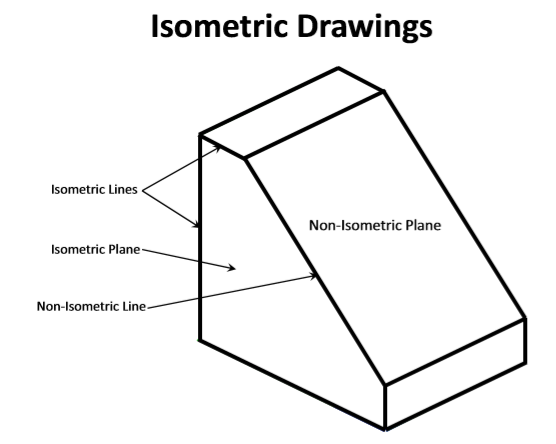 Isometric Drawings
Isometric Lines
Non-Isometric Plane
Isometric Plane
Non-Isometric Line